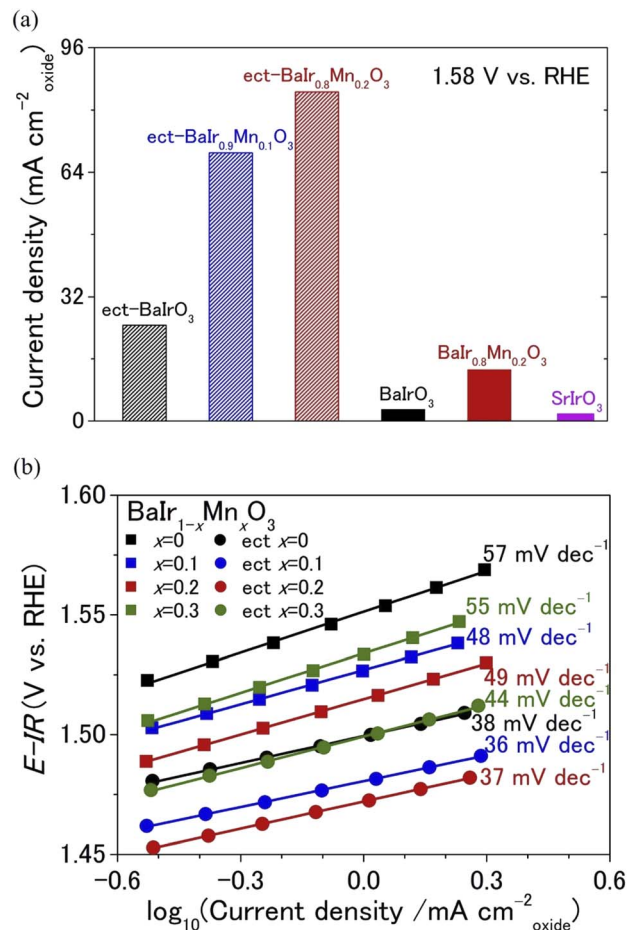 (a)
96
64
32
0
Current density (mA cm⁻²oxide)
1.58 V vs. RHE
ect-BaIr₀.₈Mn₀.₂O₃
ect-BaIr₀.₉Mn₀.₁O₃
ect-BaIrO₃
BaIr₀.₈Mn₀.₂O₃
BaIrO₃
SrIrO₃
(b)
1.60
1.55
1.50
1.45
E-IR (V vs. RHE)
BaIr₁₋ₓMnₓO₃
x=0
ect x=0
x=0.1
ect x=0.1
x=0.2
ect x=0.2
x=0.3
ect x=0.3
57 mV dec⁻¹
55 mV dec⁻¹
48 mV dec⁻¹
49 mV dec⁻¹
44 mV dec⁻¹
38 mV dec⁻¹
36 mV dec⁻¹
37 mV dec⁻¹
-0.6 -0.3 0.0 0.3 0.6
log₁₀(Current density /mA cm⁻²oxide)